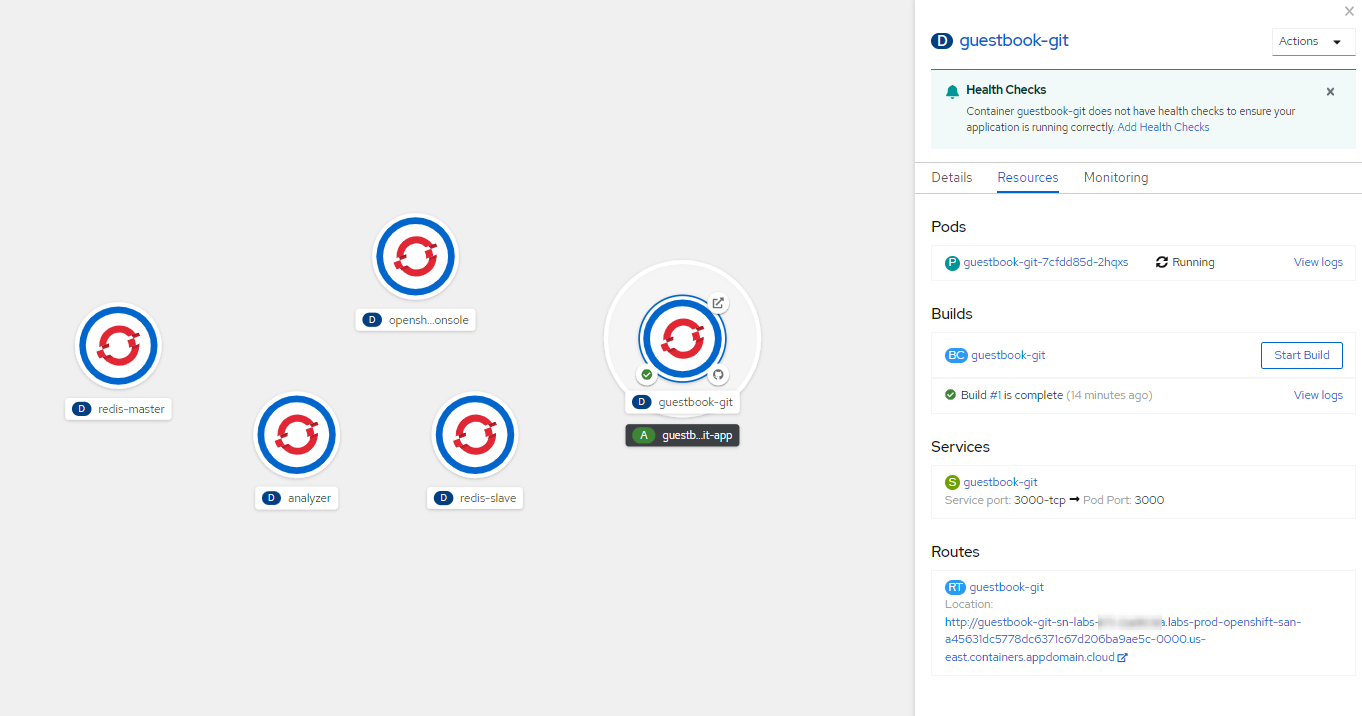 D opensh...onsole
D redis-master
D analyzer
D redis-slave
D guestbook-git
A guestb...it-app
D guestbook-git
Actions
Health Checks
Container guestbook-git does not have health checks to ensure your
application is running correctly. Add Health Checks
Details Resources Monitoring
Pods
P guestbook-git-7cfdd85d-2hqxs Running View logs
Builds
BC guestbook-git Start Build
Build #1 is complete (14 minutes ago) View logs
Services
S guestbook-git
Service port: 3000-tcp → Pod Port: 3000
Routes
RT guestbook-git
Location:
http://guestbook-git-sn-labs- a.labs-prod-openshift-san-
a45631dc5778dc6371c67d206ba9ae5c-0000.us-
east.containers.appdomain.cloud